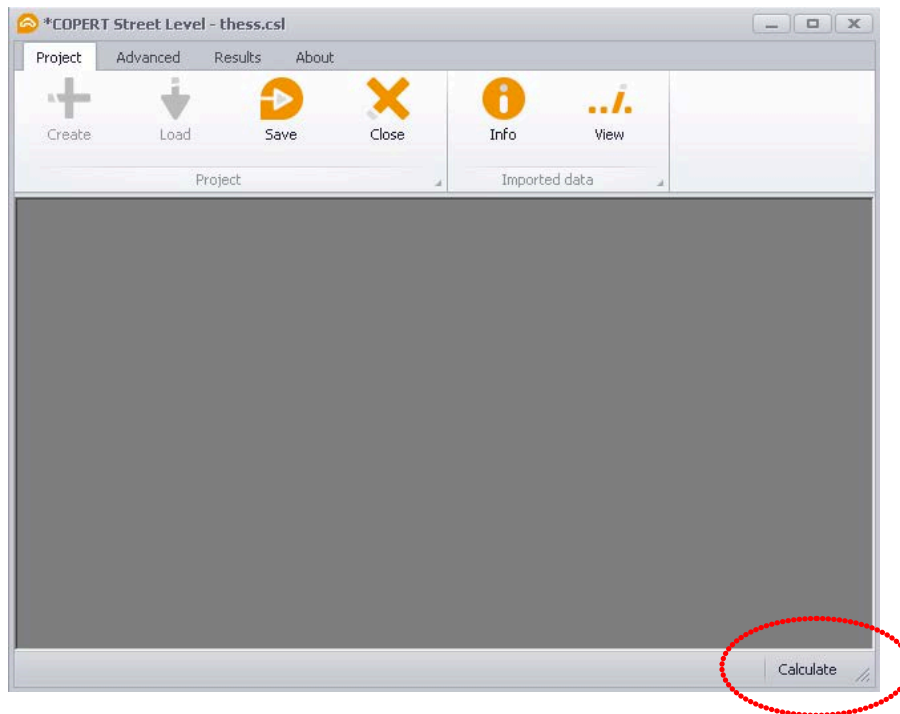 *COPERT Street Level - thess.csl
Project Advanced Results About
Create Load Save Close Info View
Project Imported data
Calculate